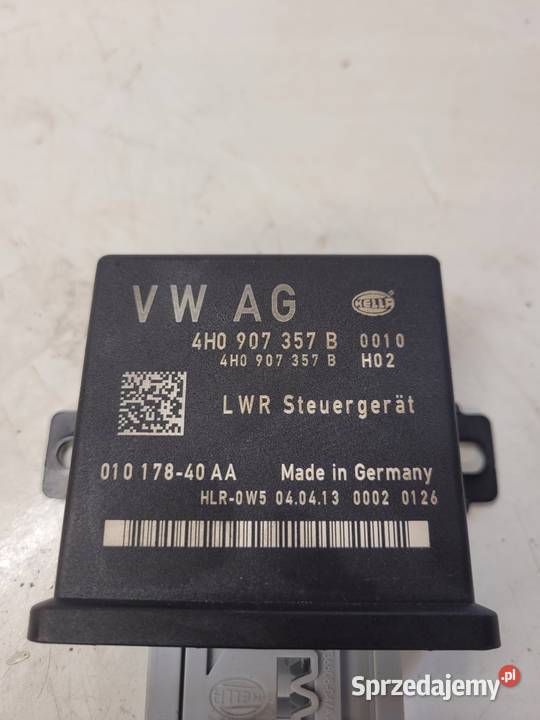 VW AG HELLA
4H0 907 357 B 0010
4H0 907 357 B H02
LWR Steuergerät
010 178-40 AA Made in Germany
HLR-0W5 04.04.13 0002 0126
HELLA
Sprzedajemy.pl